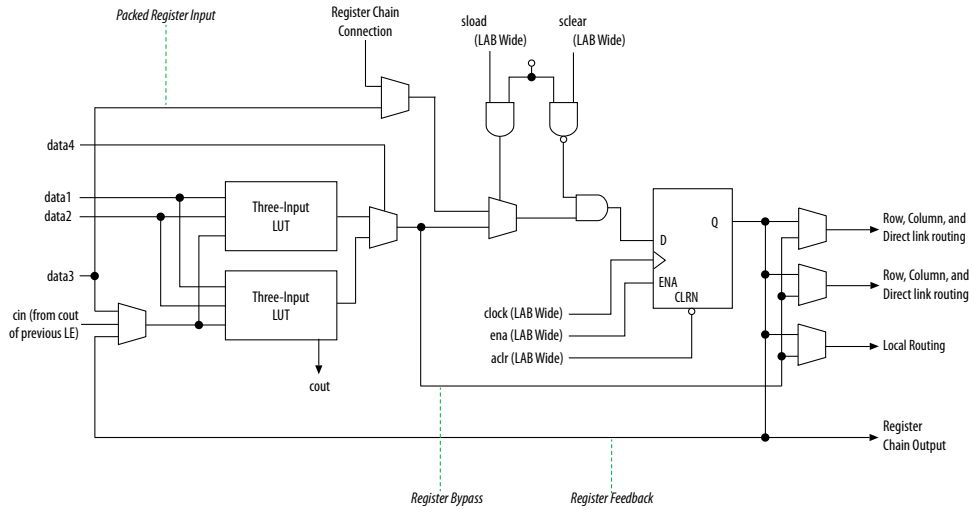 Packed Register Input
Register Chain
Connection
sload
(LAB Wide)
sclear
(LAB Wide)
data4
data1
data2
Three-Input
LUT
data3
cin (from cout
of previous LE)
Three-Input
LUT
cout
D
Q
ENA
CLRN
clock (LAB Wide)
ena (LAB Wide)
aclr (LAB Wide)
Row, Column, and
Direct link routing
Row, Column, and
Direct link routing
Local Routing
Register
Chain Output
Register Bypass
Register Feedback